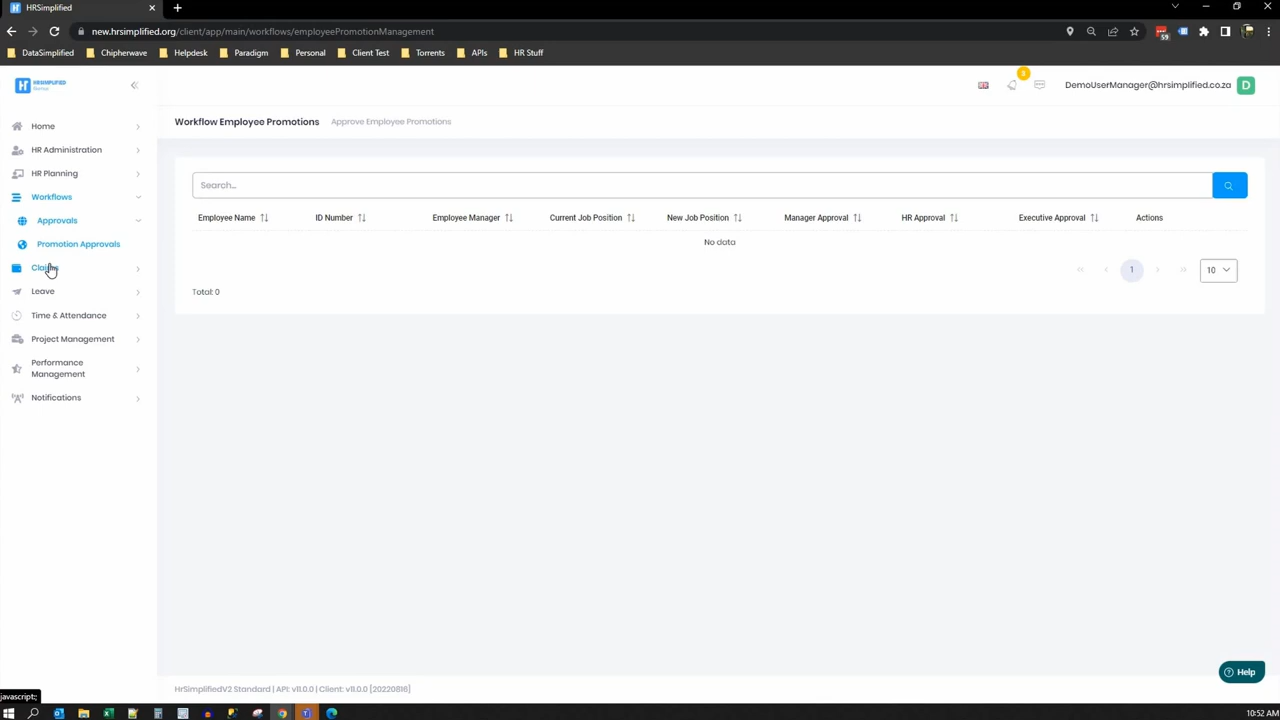 HRSimplified
new.hrsimplified.org/client/app/main/workflows/employeePromotionManagement
59
DataSimplified
Chipherwave
Helpdesk
Paradigm
Personal
Client Test
Torrents
APIs
HR Stuff
HRSIMPLIFIED
3
DemoUserManager@hrsimplified.co.za
D
Home
HR Administration
HR Planning
Workflows
Approvals
Promotion Approvals
Leave
Time & Attendance
Project Management
Performance
Management
Notifications
Workflow Employee Promotions
Approve Employee Promotions
Search...
Employee Name
ID Number
Employee Manager
Current Job Position
New Job Position
Manager Approval
HR Approval
Executive Approval
Actions
No data
1
10
Total: 0
Help
HrSimplifiedV2 Standard | API: v11.0.0 | Client: v11.0.0 [20220816]
javascript:;
10:52 AM